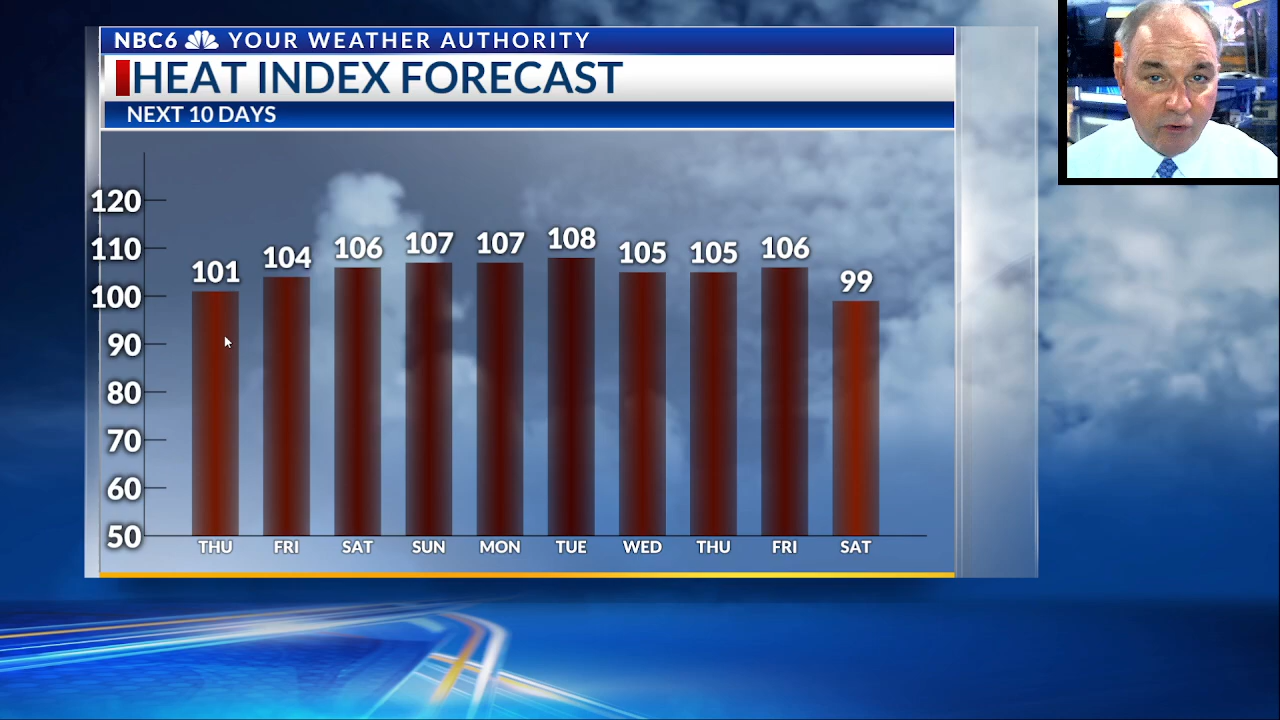 NBC6 YOUR WEATHER AUTHORITY
HEAT INDEX FORECAST
NEXT 10 DAYS
120
110
100
90
80
70
60
50
101 104 106 107 107 108 105 105 106 99
THU FRI SAT SUN MON TUE WED THU FRI SAT